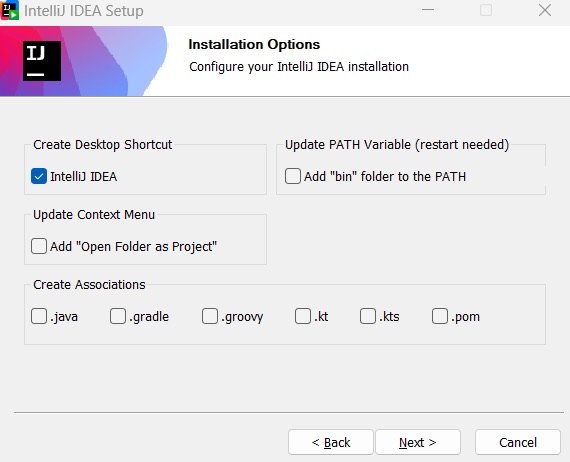 IntelliJ IDEA Setup
IJ
Installation Options
Configure your IntelliJ IDEA installation
Create Desktop Shortcut
Update PATH Variable (restart needed)
IntelliJ IDEA
Add "bin" folder to the PATH
Update Context Menu
Add "Open Folder as Project"
Create Associations
.java .gradle .groovy .kt .kts .pom
< Back Next > Cancel